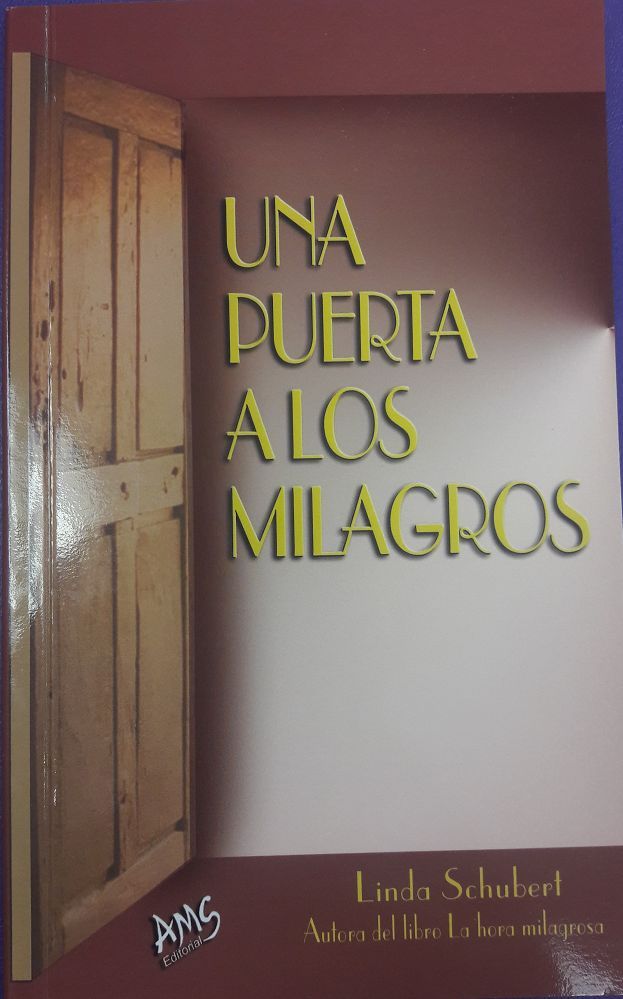 UNA
PUERTA
A LOS
MILAGROS
Linda Schubert
Autora del libro La hora milagrosa
AMS
Editorial